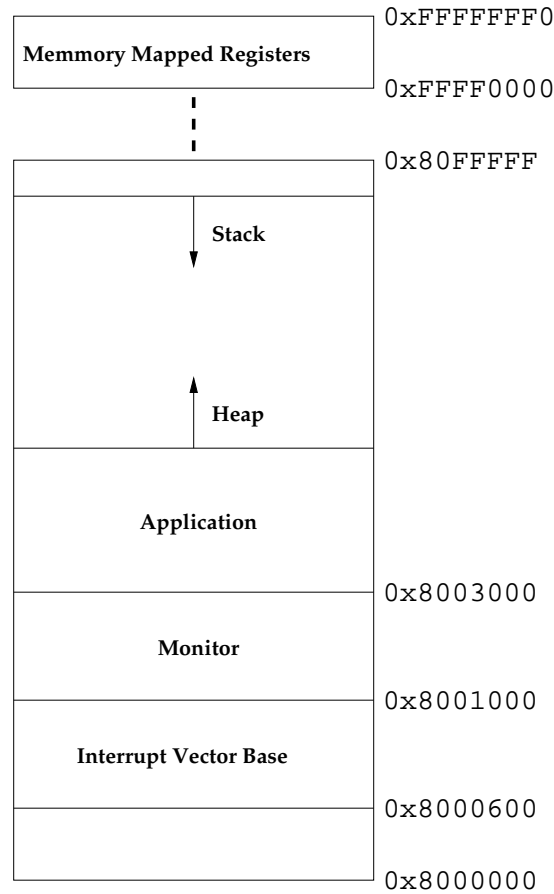 0xFFFFFFF0
Memmory Mapped Registers
0xFFFF0000
0x80FFFFF
Stack
Heap
Application
0x8003000
Monitor
0x8001000
Interrupt Vector Base
0x8000600
0x8000000